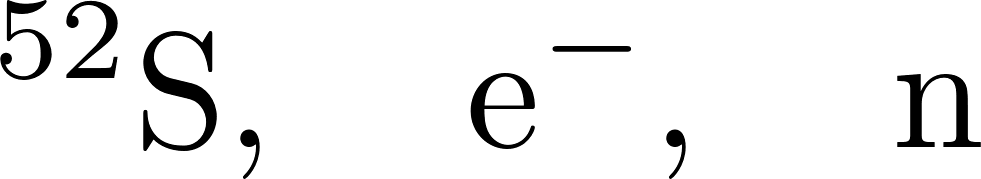 ⁵²S, e⁻, n